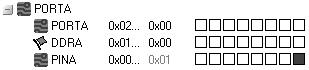 PORTA
PORTA 0x02... 0x00
DDRA 0x01... 0x00
PINA 0x00... 0x01